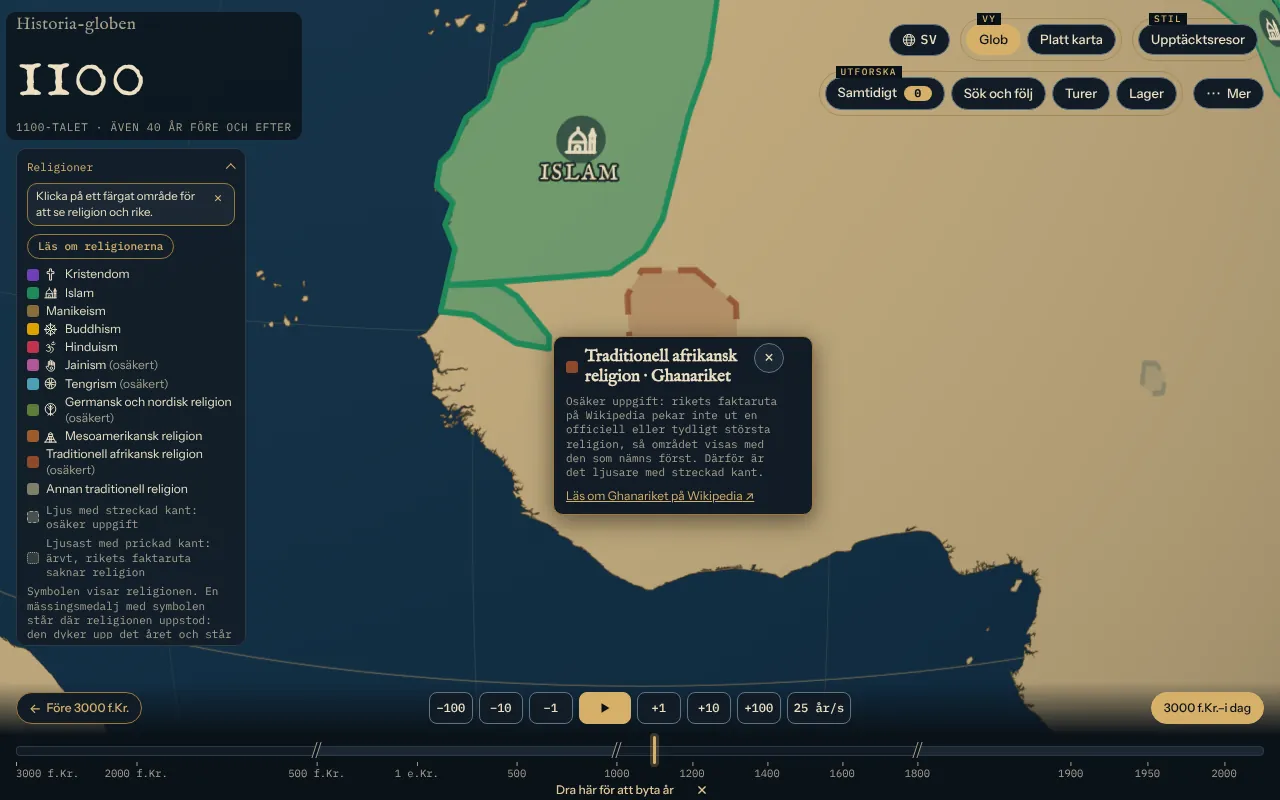 Historia-globen
1100
1100-TALET · ÄVEN 40 ÅR FÖRE OCH EFTER
SV
VY
Glob
Platt karta
STIL
Upptäcktsresor
UTFORSKA
Samtidigt 0
Sök och följ
Turer
Lager
··· Mer
Religioner
Klicka på ett färgat område för
att se religion och rike.
×
Läs om religionerna
Kristendom
Islam
Manikeism
Buddhism
Hinduism
Jainism (osäkert)
Tengrism (osäkert)
Germansk och nordisk religion
(osäkert)
Mesoamerikansk religion
Traditionell afrikansk religion
(osäkert)
Annan traditionell religion
Ljus med streckad kant:
osäker uppgift
Ljusast med prickad kant:
ärvt, rikets faktaruta
saknar religion
Symbolen visar religionen. En
mässingsmedalj med symbolen
står där religionen uppstod:
den dyker upp det året och står
ISLAM
Traditionell afrikansk
religion · Ghanariket
×
Osäker uppgift: rikets faktaruta
på Wikipedia pekar inte ut en
officiell eller tydligt största
religion, så området visas med
den som nämns först. Därför är
det ljusare med streckad kant.
Läs om Ghanariket på Wikipedia ↗
← Före 3000 f.Kr.
−100
−10
−1
+1
+10
+100
25 år/s
3000 f.Kr.–i dag
3000 f.Kr.
2000 f.Kr.
500 f.Kr.
1 e.Kr.
500
1000
1200
1400
1600
1800
1900
1950
2000
Dra här för att byta år ×